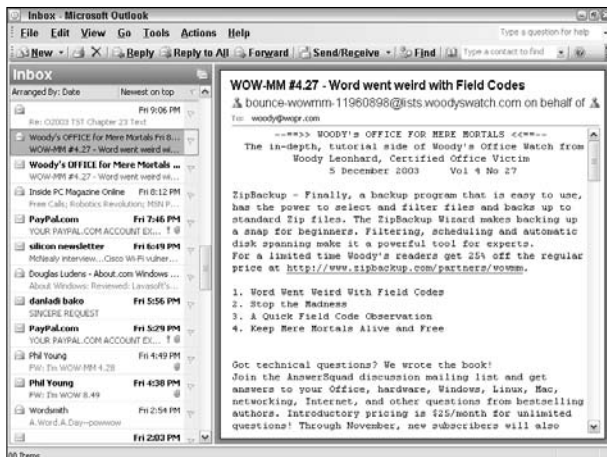 Inbox - Microsoft Outlook
File Edit View Go Tools Actions Help
Type a question for help
New Reply Reply to All Forward Send/Receive Find Type a contact to find
Inbox
Arranged By: Date Newest on top
Fri 9:06 PM
Re: O2003 TST Chapter 23 Text
Woody's OFFICE for Mere Mortals Fri 8...
WOW-MM #4.27 - Word went weird wi...
Woody's OFFICE for Mere Mortals ...
WOW-MM #4.27 - Word went weird wi...
Inside PC Magazine Online Fri 8:12 PM
Free Calls; Robotics Revolution; MSN P...
PayPal.com Fri 7:46 PM
YOUR PAYPAL.COM ACCOUNT EX...
silicon newsletter Fri 6:49 PM
McNealy interview...Cisco Wi-Fi vulner...
Douglas Ludens - About.com Windows ...
About Windows: Reviewed: Lavasoft's...
danladi bako Fri 5:56 PM
SINCERE REQUEST
PayPal.com Fri 5:29 PM
YOUR PAYPAL.COM ACCOUNT EX...
Phil Young Fri 4:49 PM
FW: I'm WOW-MM 4.28
Phil Young Fri 4:38 PM
FW: I'm WOW 8.49
Wordsmith Fri 2:54 PM
A.Word.A.Day--powwow
Fri 2:03 PM
WOW-MM #4.27 - Word went weird with Field Codes
bounce-wowmm-11960898@lists.woodyswatch.com on behalf of
To: woody@wopr.com
--==>> WOODY'S OFFICE FOR MERE MORTALS <<==--
The in-depth, tutorial side of Woody's Office Watch from
Woody Leonhard, Certified Office Victim
5 December 2003 Vol 4 No 27
ZipBackup - Finally, a backup program that is easy to use,
has the power to select and filter files and backs up to
standard Zip files. The ZipBackup Wizard makes backing up
a snap for beginners. Filtering, scheduling and automatic
disk spanning make it a powerful tool for experts.
For a limited time Woody's readers get 25% off the regular
price at http://www.zipbackup.com/partners/wowmm.
1. Word Went Weird With Field Codes
2. Stop the Madness
3. A Quick Field Code Observation
4. Keep Mere Mortals Alive and Free
Got technical questions? We wrote the book!
Join the AnswerSquad discussion mailing list and get
answers to your Office, hardware, Windows, Linux, Mac,
networking, Internet, and other questions from bestselling
authors. Introductory pricing is $25/month for unlimited
questions! Through November, new subscribers will also
Items